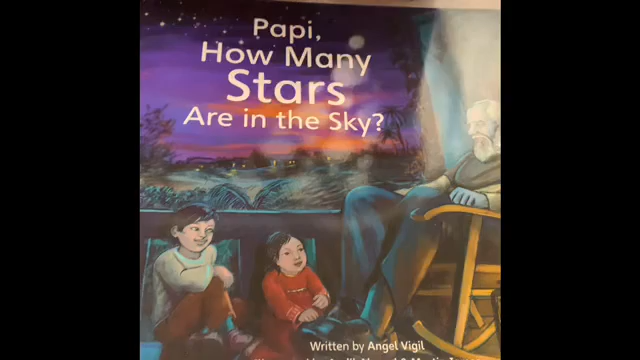 Papi,
How Many
Stars
Are in the Sky?
Written by Angel Vigil